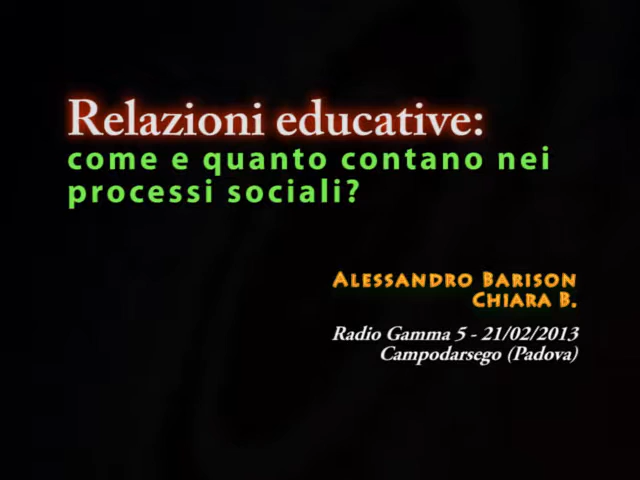 Relazioni educative:
come e quanto contano nei
processi sociali?
Alessandro Barison
Chiara B.
Radio Gamma 5 - 21/02/2013
Campodarsego (Padova)